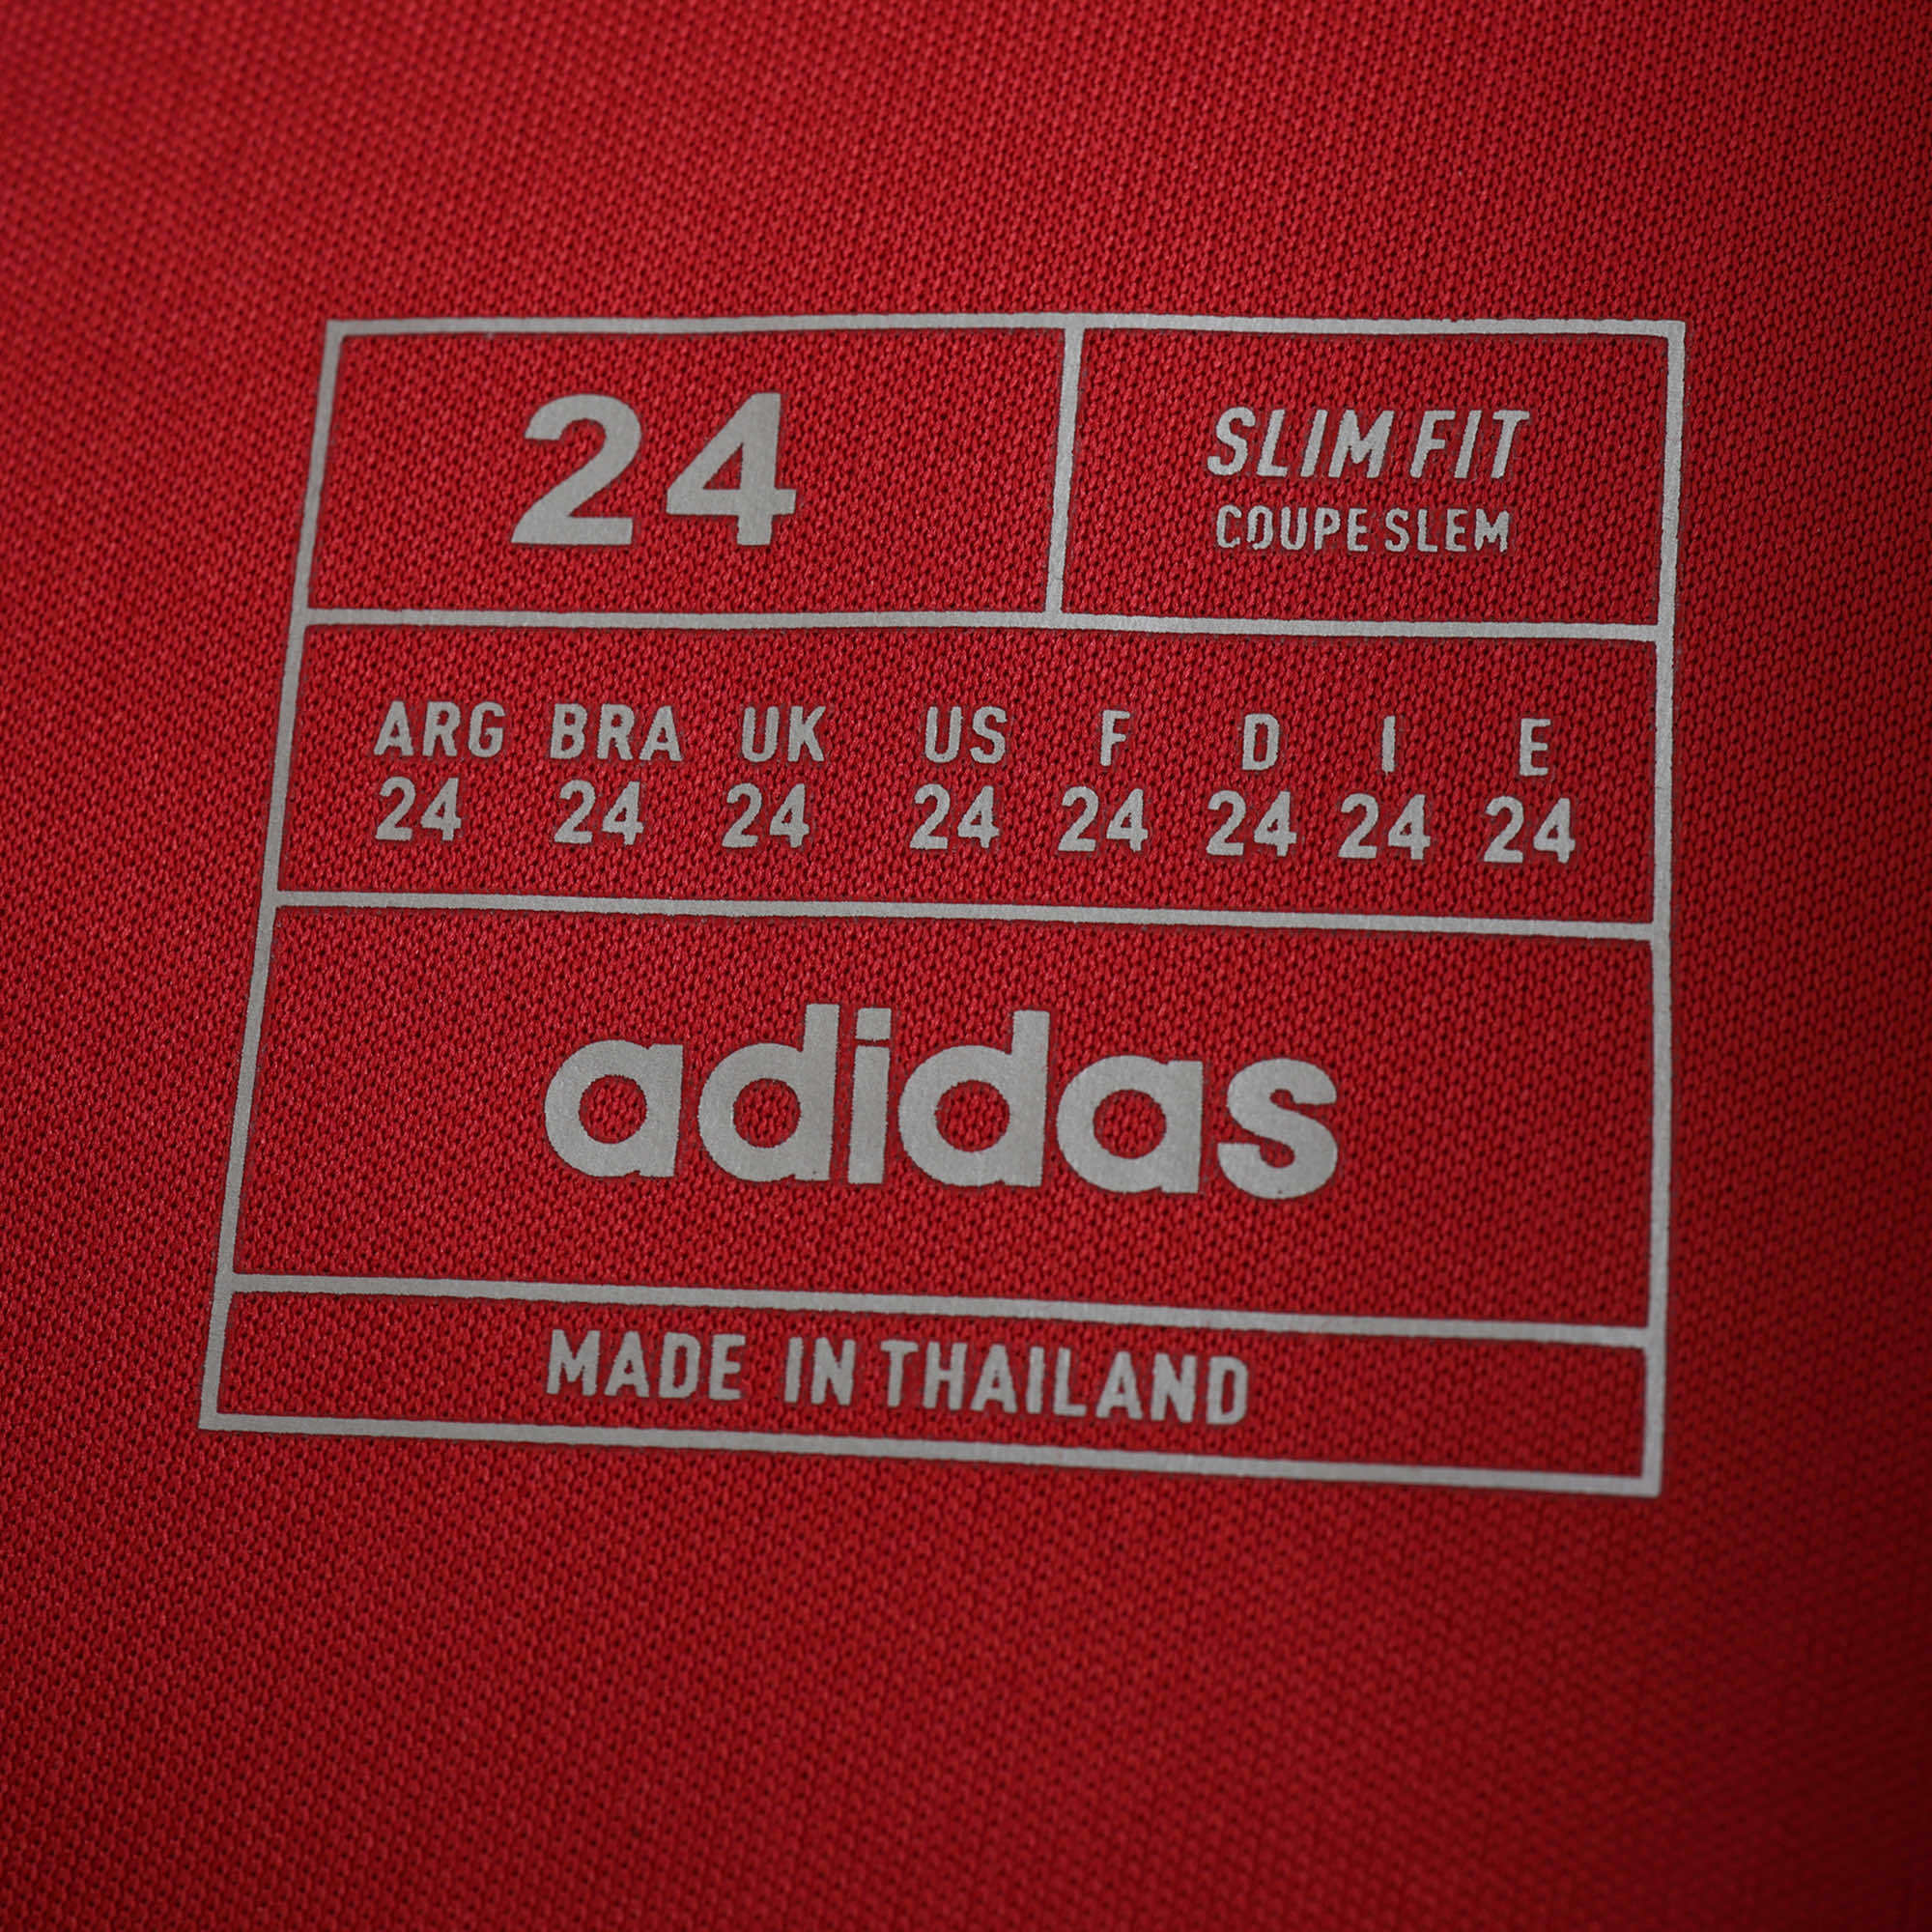 24
SLIM FIT
COUPE SLEM
ARG BRA UK US F D I E
24 24 24 24 24 24 24 24
adidas
MADE IN THAILAND